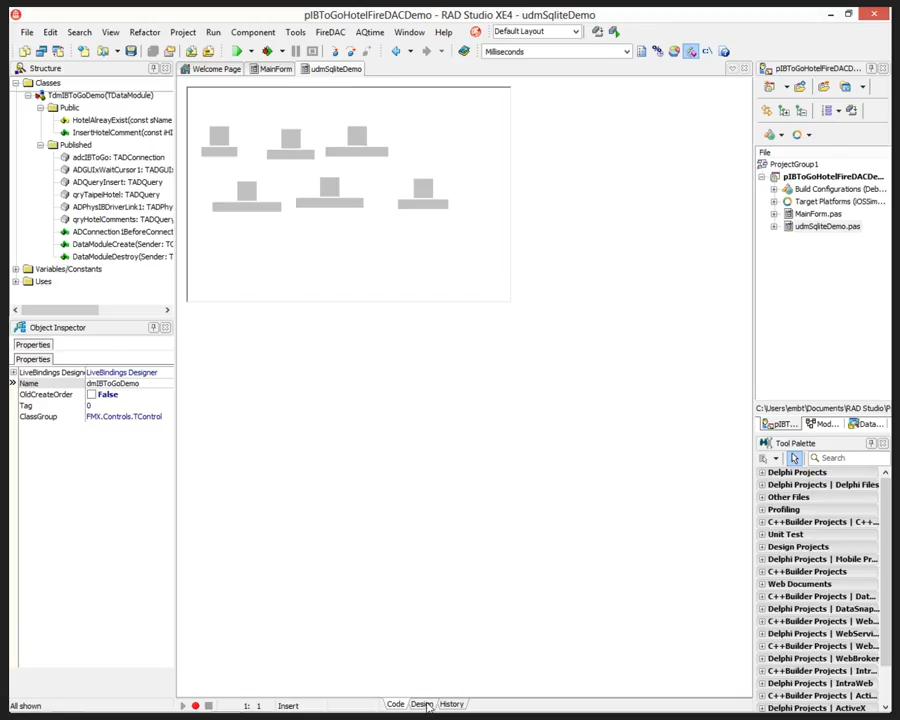 pIBToGoHotelFireDACDemo - RAD Studio XE4 - udmSqliteDemo
File Edit Search View Refactor Project Run Component Tools FireDAC AQtime Window Help
Default Layout
Milliseconds
Structure
Classes
TdmIBToGoDemo(TDataModule)
Public
HotelAlreayExist(const sName
InsertHotelComment(const iHI
Published
adcIBToGo: TADConnection
ADGUIxWaitCursor1: TADGUI
ADQueryInsert: TADQuery
qryTaipeiHotel: TADQuery
ADPhysIBDriverLink1: TADPhy
qryHotelComments: TADQuery
ADConnection1BeforeConnect
DataModuleCreate(Sender: TC
DataModuleDestroy(Sender: T
Variables/Constants
Uses
Object Inspector
Properties
Properties
LiveBindings Design LiveBindings Designer
Name dmIBToGoDemo
OldCreateOrder False
Tag 0
ClassGroup FMX.Controls.TControl
All shown
Welcome Page MainForm udmSqliteDemo
1: 1 Insert
Code Design History
pIBToGoHotelFireDACD...
File
ProjectGroup1
pIBToGoHotelFireDACDe...
Build Configurations (Deb...
Target Platforms (iOSSim...
MainForm.pas
udmSqliteDemo.pas
C:\Users\embt\Documents\RAD Studio\P
pIBT... Mod... Data...
Tool Palette
Search
Delphi Projects
Delphi Projects | Delphi Files
Other Files
Profiling
C++Builder Projects | C++...
Unit Test
Design Projects
Delphi Projects | Mobile Pr...
C++Builder Projects
Web Documents
C++Builder Projects | Dat...
Delphi Projects | DataSnap...
C++Builder Projects | Web...
Delphi Projects | WebServi...
C++Builder Projects | Web...
Delphi Projects | WebBroker
C++Builder Projects | Intr...
Delphi Projects | IntraWeb
C++Builder Projects | Acti...
Delphi Projects | ActiveX